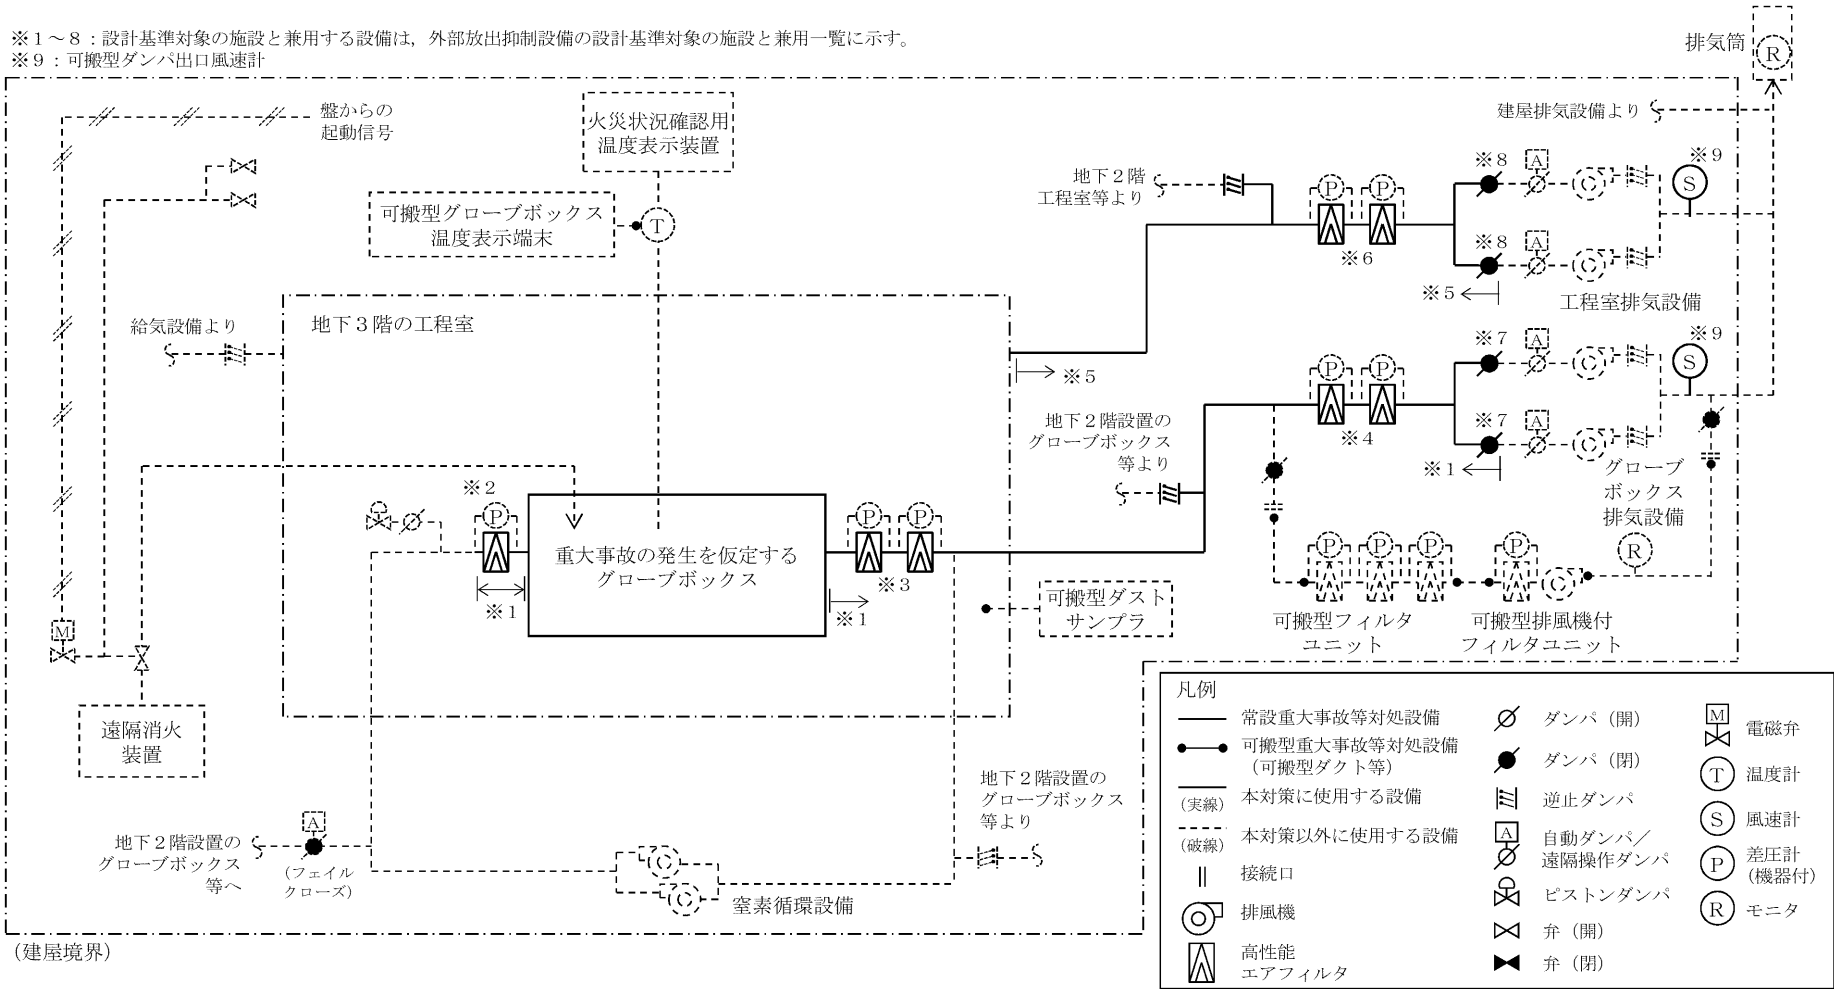 ※１～８：設計基準対象の施設と兼用する設備は，外部放出抑制設備の設計基準対象の施設と兼用一覧に示す。
※９：可搬型ダンパ出口風速計
排気筒
R
盤からの
起動信号
火災状況確認用
温度表示装置
建屋排気設備より
可搬型グローブボックス
温度表示端末
T
地下２階
工程室等より
P
P
※６
※８
A
※８
A
※５
※９
S
工程室排気設備
給気設備より
地下３階の工程室
※５
地下２階設置の
グローブボックス
等より
P
P
※４
※７
A
※７
A
※１
※９
S
グローブ
ボックス
排気設備
R
※２
P
※１
重大事故の発生を仮定する
グローブボックス
P
P
※３
※１
可搬型ダスト
サンプラ
P
P
P
P
可搬型フィルタ
ユニット
可搬型排風機付
フィルタユニット
M
遠隔消火
装置
地下２階設置の
グローブボックス
等へ
A
（フェイル
クローズ）
窒素循環設備
地下２階設置の
グローブボックス
等より
（建屋境界）
凡例
常設重大事故等対処設備
可搬型重大事故等対処設備
（可搬型ダクト等）
（実線）
本対策に使用する設備
（破線）
本対策以外に使用する設備
接続口
排風機
高性能
エアフィルタ
ダンパ（開）
ダンパ（閉）
逆止ダンパ
A
自動ダンパ／
遠隔操作ダンパ
ピストンダンパ
弁（開）
弁（閉）
M
電磁弁
T
温度計
S
風速計
P
差圧計
（機器付）
R
モニタ